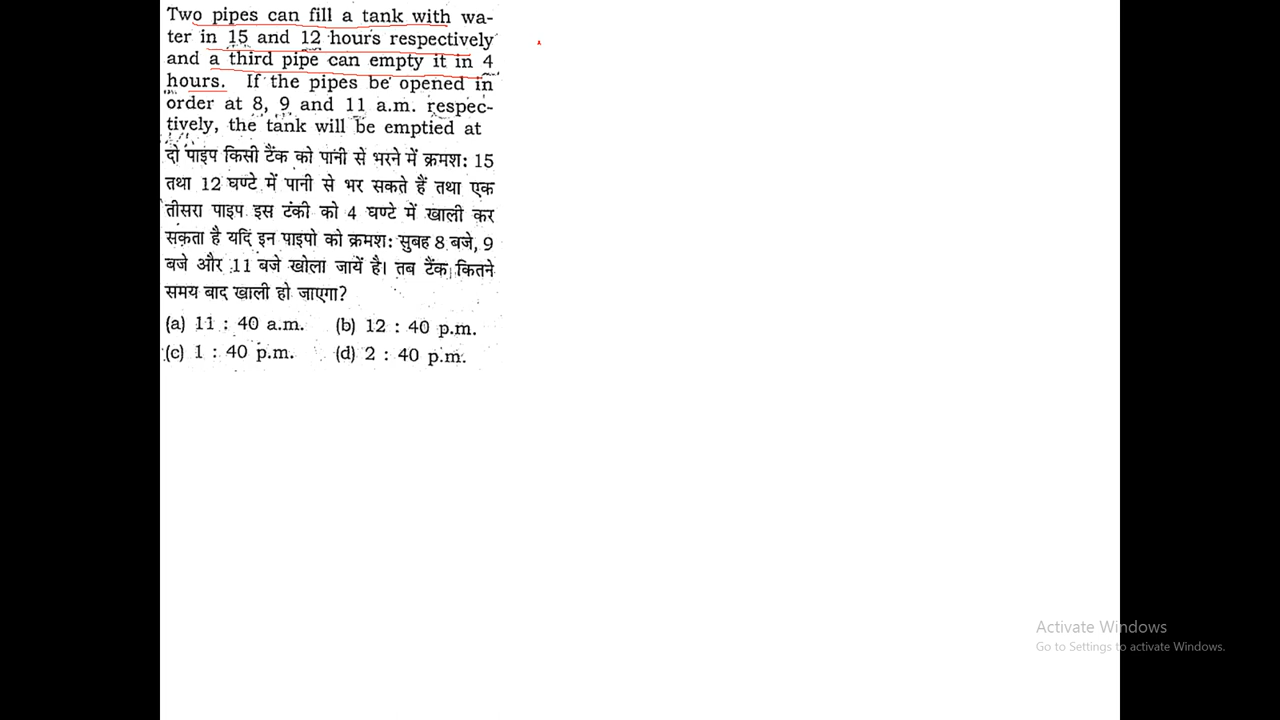 Two pipes can fill a tank with wa-
ter in 15 and 12 hours respectively
and a third pipe can empty it in 4
hours. If the pipes be opened in
order at 8, 9 and 11 a.m. respec-
tively, the tank will be emptied at
दो पाइप किसी टैंक को पानी से भरने में क्रमश: 15
तथा 12 घण्टे में पानी से भर सकते हैं तथा एक
तीसरा पाइप इस टंकी को 4 घण्टे में खाली कर
सकता है यदि इन पाइपो को क्रमश: सुबह 8 बजे, 9
बजे और 11 बजे खोला जायें है। तब टैंक कितने
समय बाद खाली हो जाएगा?
(a) 11 : 40 a.m. (b) 12 : 40 p.m.
(c) 1 : 40 p.m. (d) 2 : 40 p.m.
Activate Windows
Go to Settings to activate Windows.